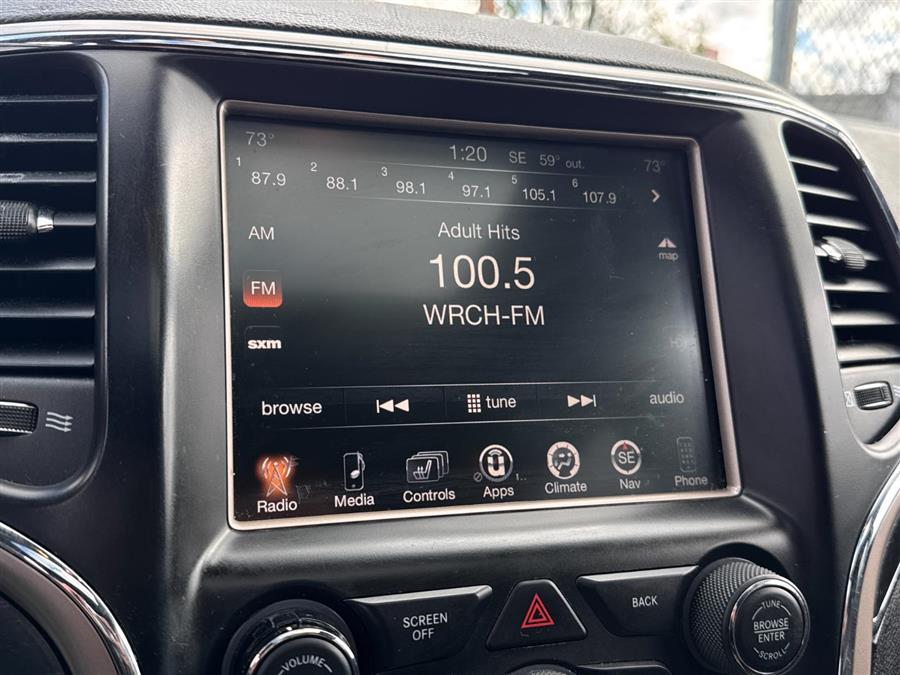 73°
1:20 SE 59° out.
73°
1 87.9 2 88.1 3 98.1 4 97.1 5 105.1 6 107.9
AM
Adult Hits
map
FM
100.5
WRCH-FM
sxm
HD
browse
tune
audio
Radio
Media
Controls
Apps
Climate
SE
Nav
Phone
SCREEN
OFF
BACK
TUNE
BROWSE
ENTER
SCROLL
VOLUME